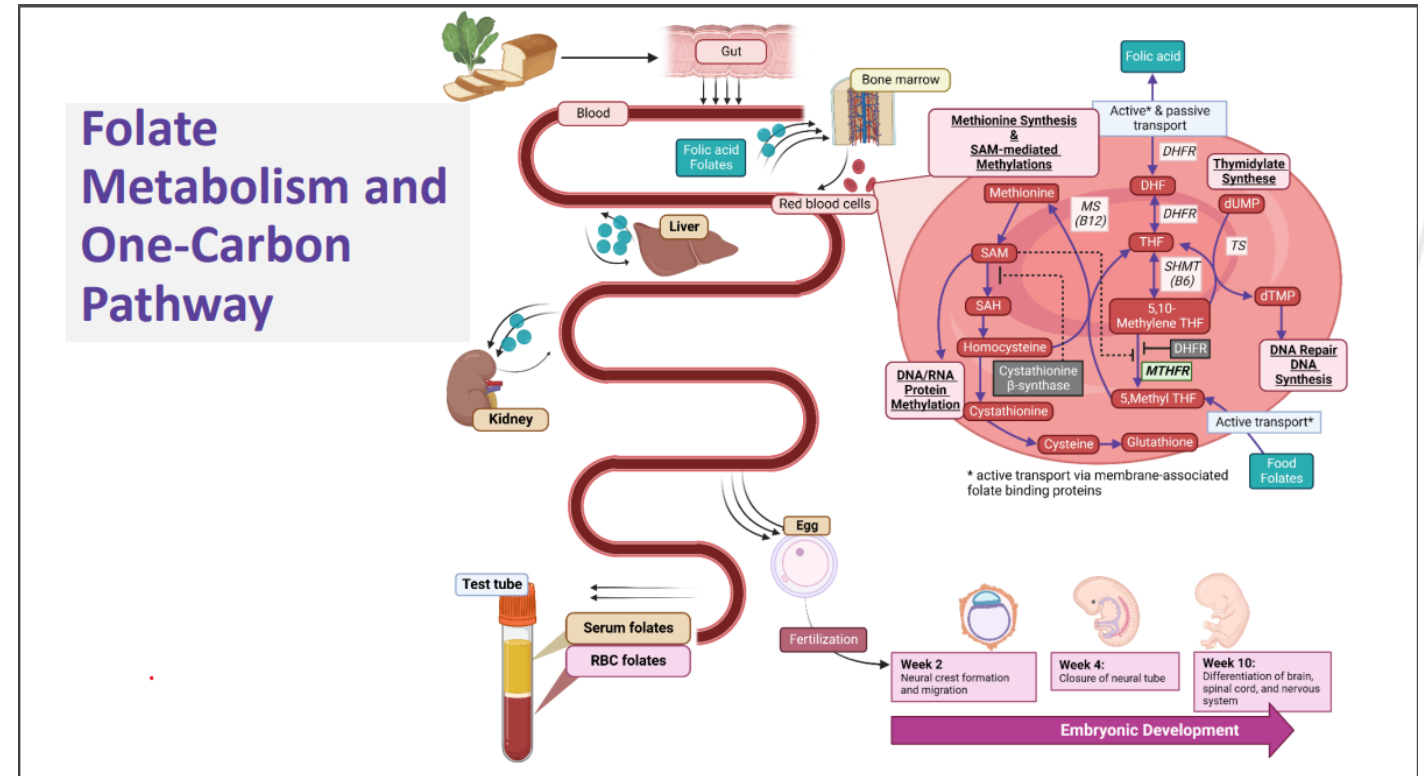 Folate
Metabolism and
One-Carbon
Pathway
Gut
Blood
Bone marrow
Folic acid
Folates
Red blood cells
Liver
Kidney
Egg
Fertilization
Test tube
Serum folates
RBC folates
Folic acid
Active* & passive
transport
Methionine Synthesis
&
SAM-mediated
Methylations
DHFR
Thymidylate
Synthese
Methionine
MS
(B12)
DHF
dUMP
DHFR
THF
TS
SAM
SHMT
(B6)
SAH
5,10-
Methylene THF
dTMP
Homocysteine
DHFR
Cystathionine
β-synthase
MTHFR
DNA Repair
DNA
Synthesis
DNA/RNA
Protein
Methylation
Cystathionine
5,Methyl THF
Active transport*
Cysteine
Glutathione
Food
Folates
* active transport via membrane-associated
folate binding proteins
Week 2
Neural crest formation
and migration
Week 4:
Closure of neural tube
Week 10:
Differentiation of brain,
spinal cord, and nervous
system
Embryonic Development